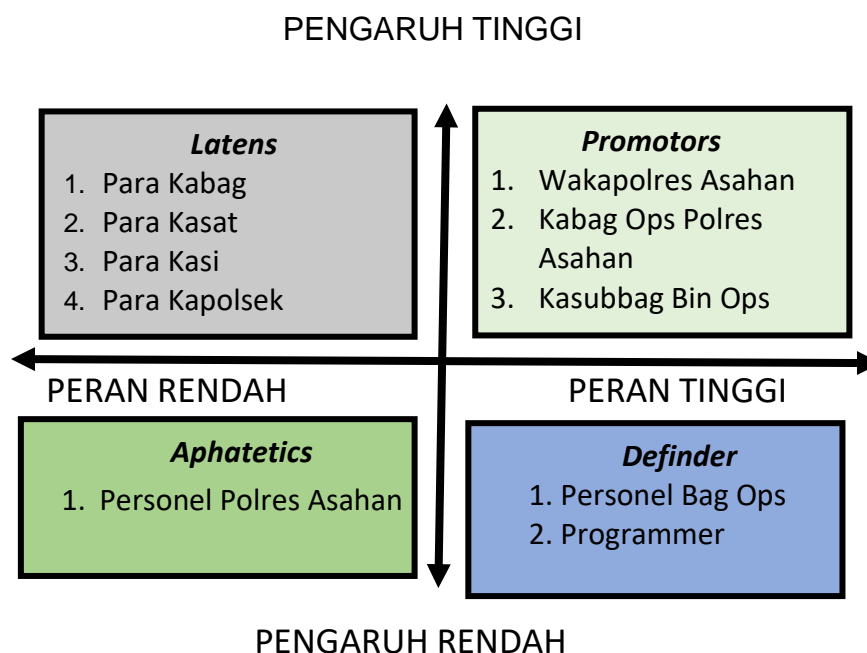 PENGARUH TINGGI
Latens
1. Para Kabag
2. Para Kasat
3. Para Kasi
4. Para Kapolsek
Promotors
1. Wakapolres Asahan
2. Kabag Ops Polres
Asahan
3. Kasubbag Bin Ops
PERAN RENDAH
PERAN TINGGI
Aphatetics
1. Personel Polres Asahan
Definder
1. Personel Bag Ops
2. Programmer
PENGARUH RENDAH